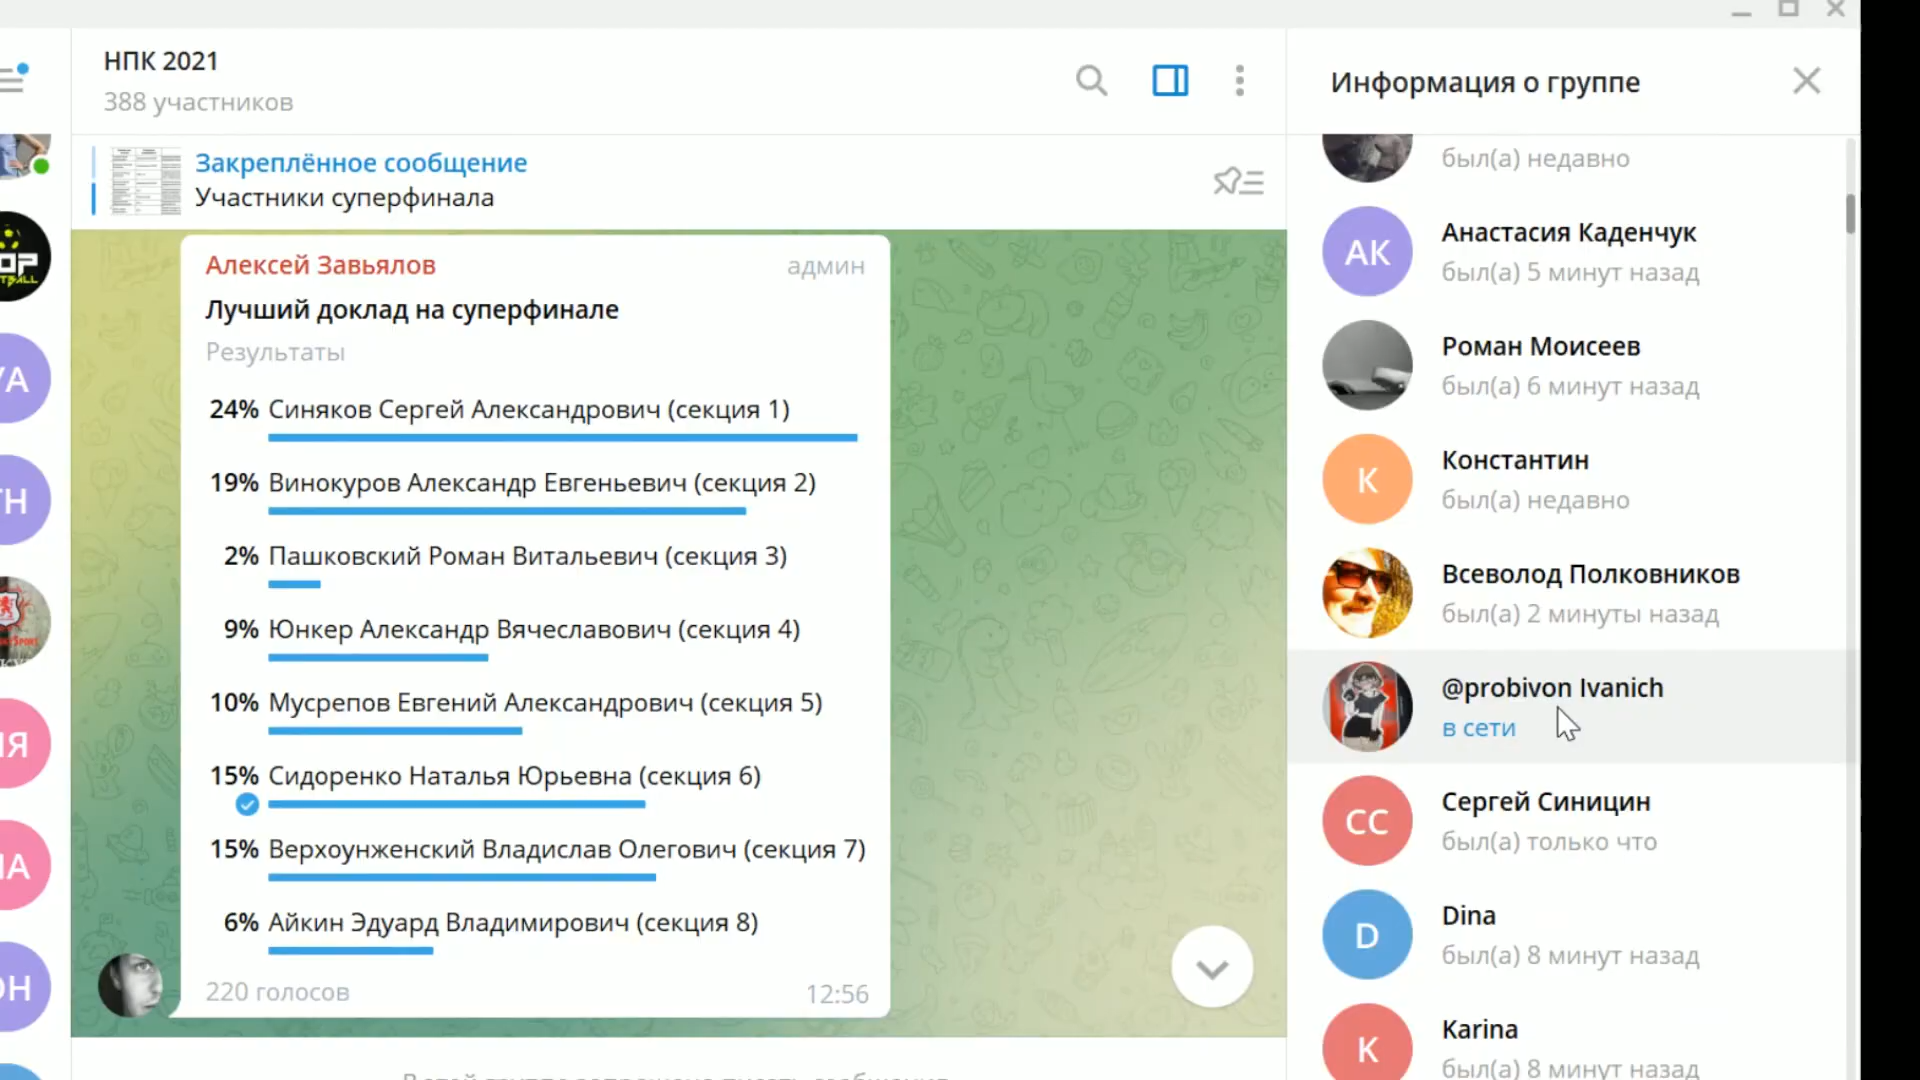 НПК 2021
388 участников
Закреплённое сообщение
Участники суперфинала
Алексей Завьялов
админ
Лучший доклад на суперфинале
Результаты
24% Синяков Сергей Александрович (секция 1)
19% Винокуров Александр Евгеньевич (секция 2)
2% Пашковский Роман Витальевич (секция 3)
9% Юнкер Александр Вячеславович (секция 4)
10% Мусрепов Евгений Александрович (секция 5)
15% Сидоренко Наталья Юрьевна (секция 6)
15% Верхоунженский Владислав Олегович (секция 7)
6% Айкин Эдуард Владимирович (секция 8)
220 голосов
12:56
Информация о группе
был(а) недавно
АК
Анастасия Каденчук
был(а) 5 минут назад
Роман Моисеев
был(а) 6 минут назад
К
Константин
был(а) недавно
Всеволод Полковников
был(а) 2 минуты назад
@probivon Ivanich
в сети
СС
Сергей Синицин
был(а) только что
D
Dina
был(а) 8 минут назад
K
Karina
был(а) 8 минут назад